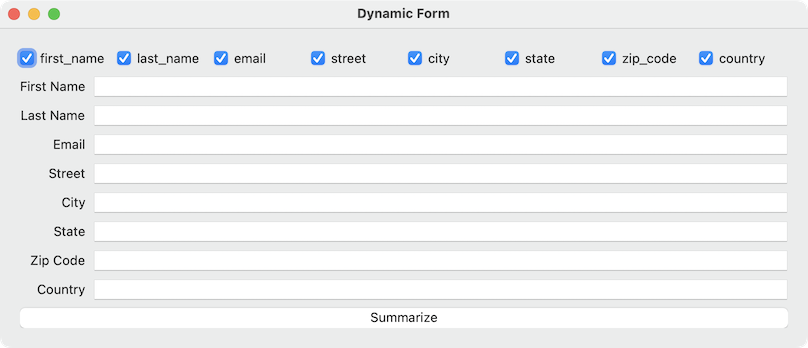 Dynamic Form
first_name last_name email street city state zip_code country
First Name
Last Name
Email
Street
City
State
Zip Code
Country
Summarize